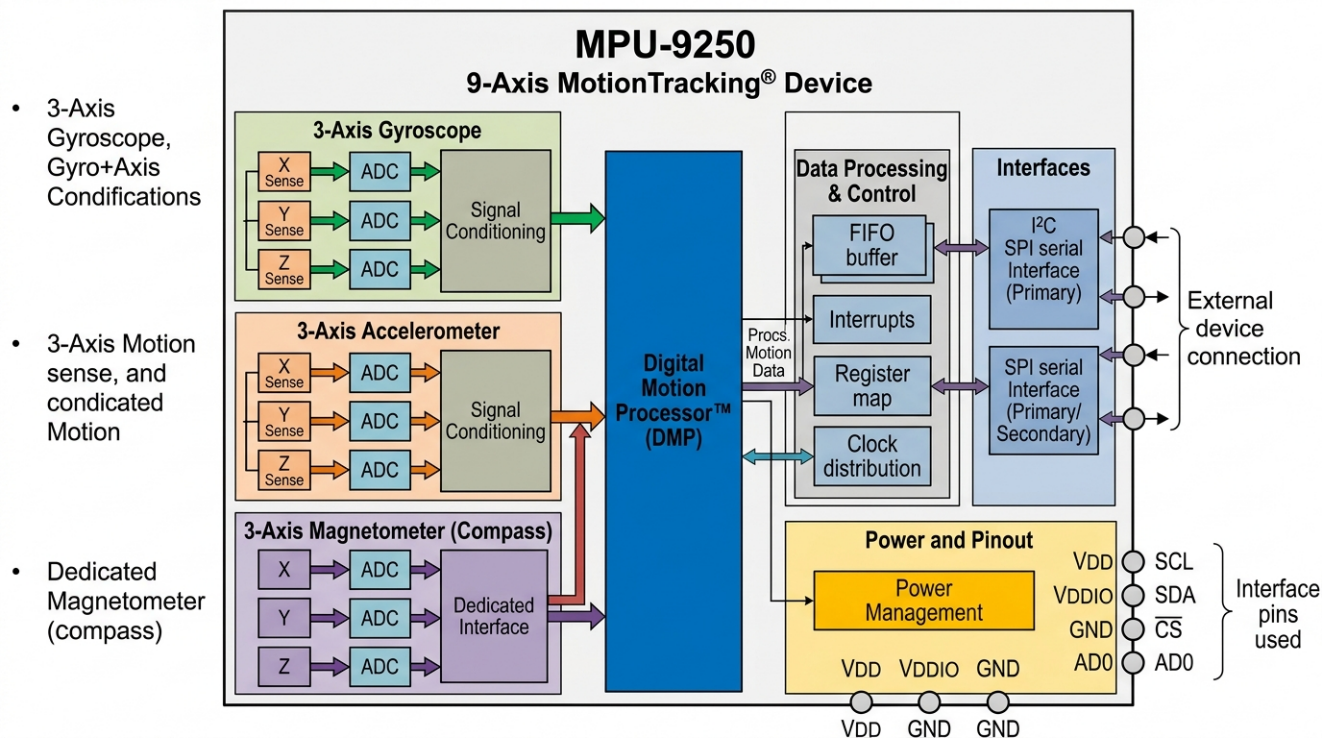 MPU-9250
9-Axis MotionTracking® Device
• 3-Axis
Gyroscope,
Gyro+Axis
Condifications
• 3-Axis Motion
sense, and
condicated
Motion
• Dedicated
Magnetometer
(compass)
3-Axis Gyroscope
X
Sense
ADC
Y
Sense
ADC
Z
Sense
ADC
Signal
Conditioning
3-Axis Accelerometer
X
Sense
ADC
Y
Sense
ADC
Z
Sense
ADC
Signal
Conditioning
3-Axis Magnetometer (Compass)
X
ADC
Y
ADC
Z
ADC
Dedicated
Interface
Digital
Motion
Processor™
(DMP)
Procs.
Motion
Data
Data Processing
& Control
FIFO
buffer
Interrupts
Register
map
Clock
distribution
Interfaces
I²C
SPI serial
Interface
(Primary)
SPI serial
Interface
(Primary/
Secondary)
External
device
connection
Power and Pinout
Power
Management
VDD SCL
VDDIO SDA
GND C̅S̅
AD0 AD0
Interface
pins
used
VDD VDDIO GND
VDD GND GND